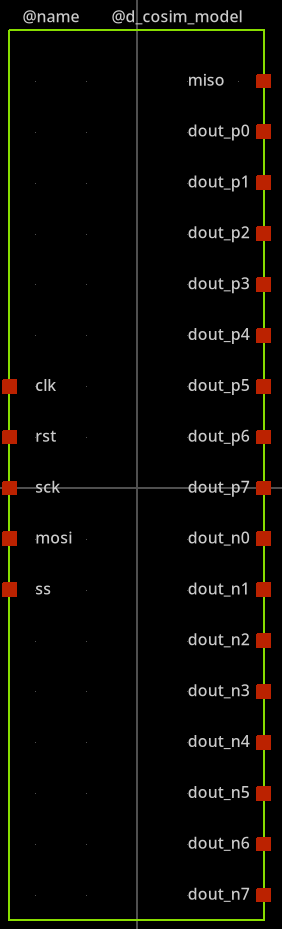 @name @d_cosim_model
miso
dout_p0
dout_p1
dout_p2
dout_p3
dout_p4
clk dout_p5
rst dout_p6
sck dout_p7
mosi dout_n0
ss dout_n1
dout_n2
dout_n3
dout_n4
dout_n5
dout_n6
dout_n7